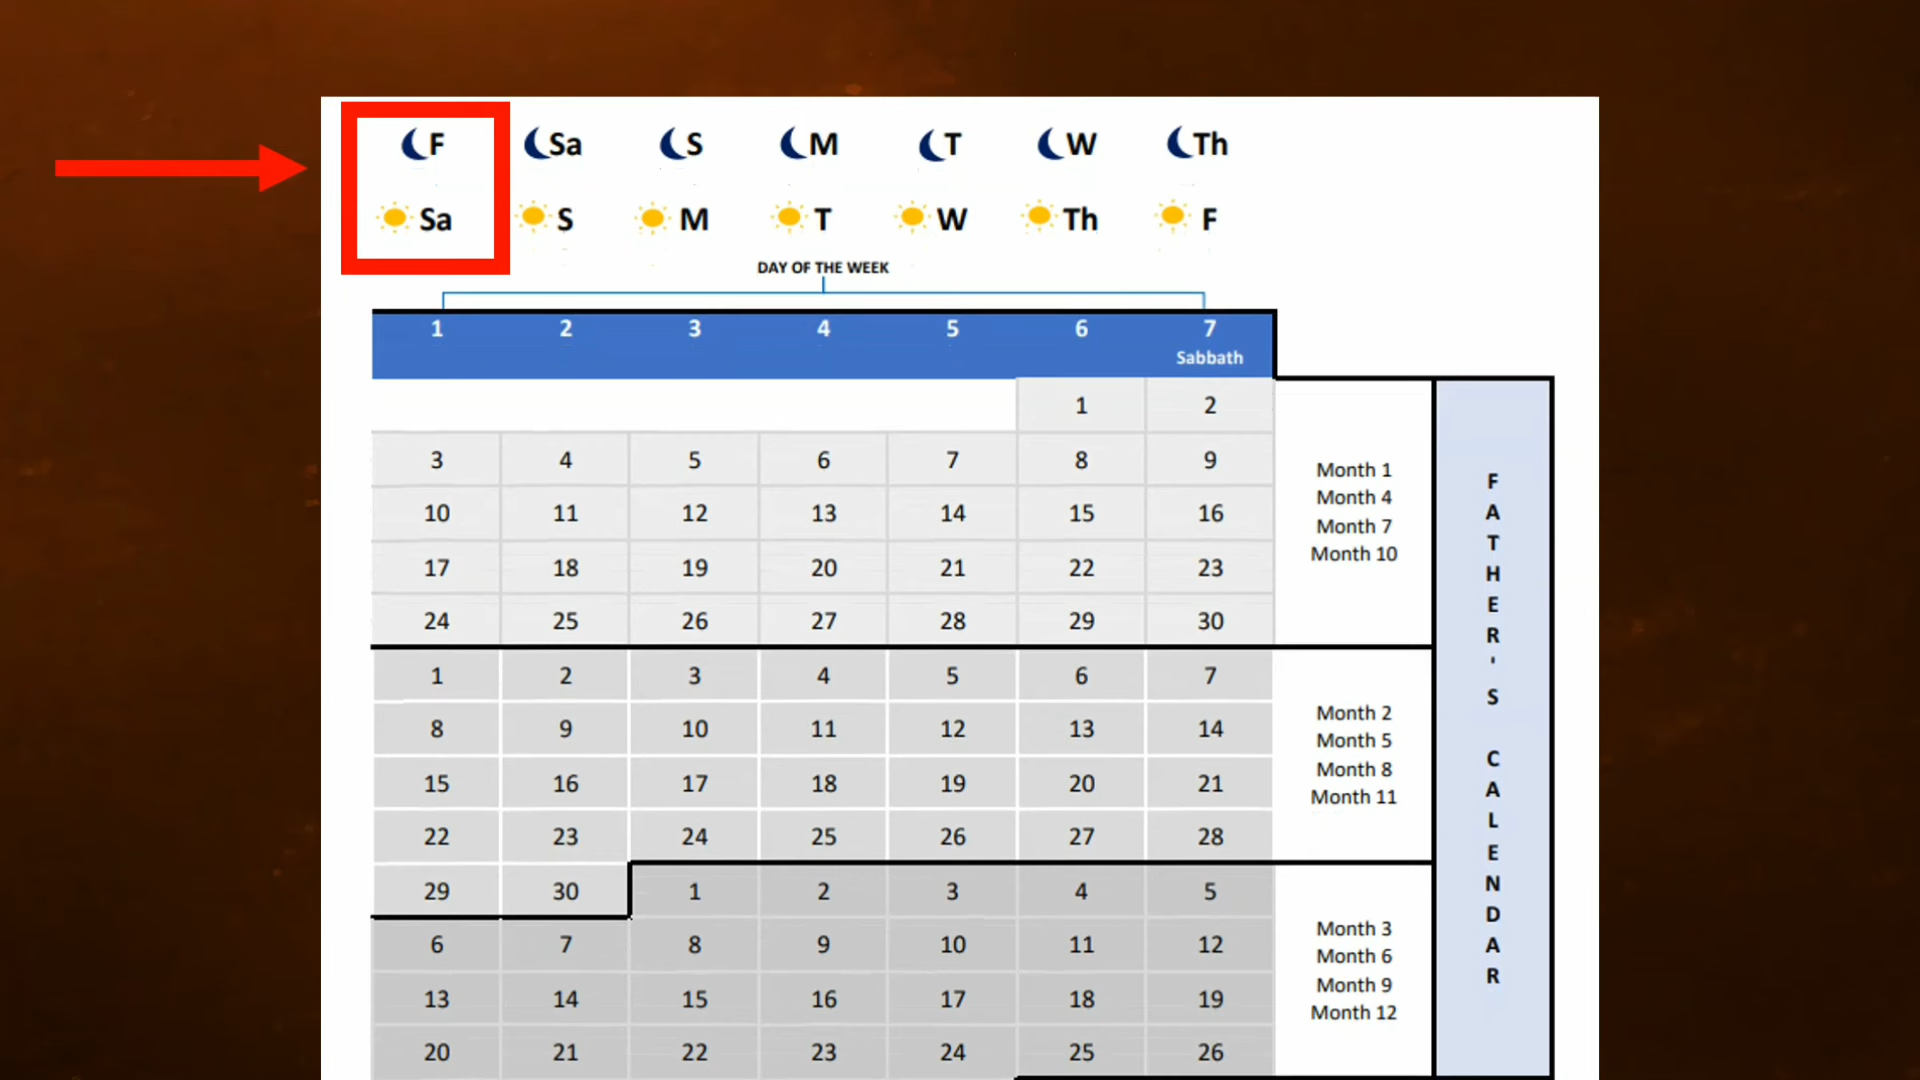 F Sa S M T W Th
Sa S M T W Th F
DAY OF THE WEEK
1 2 3 4 5 6 7
Sabbath
1 2
3 4 5 6 7 8 9
10 11 12 13 14 15 16
17 18 19 20 21 22 23
24 25 26 27 28 29 30
Month 1
Month 4
Month 7
Month 10
1 2 3 4 5 6 7
8 9 10 11 12 13 14
15 16 17 18 19 20 21
22 23 24 25 26 27 28
29 30 1 2 3 4 5
Month 2
Month 5
Month 8
Month 11
6 7 8 9 10 11 12
13 14 15 16 17 18 19
20 21 22 23 24 25 26
Month 3
Month 6
Month 9
Month 12
FATHER'S CALENDAR